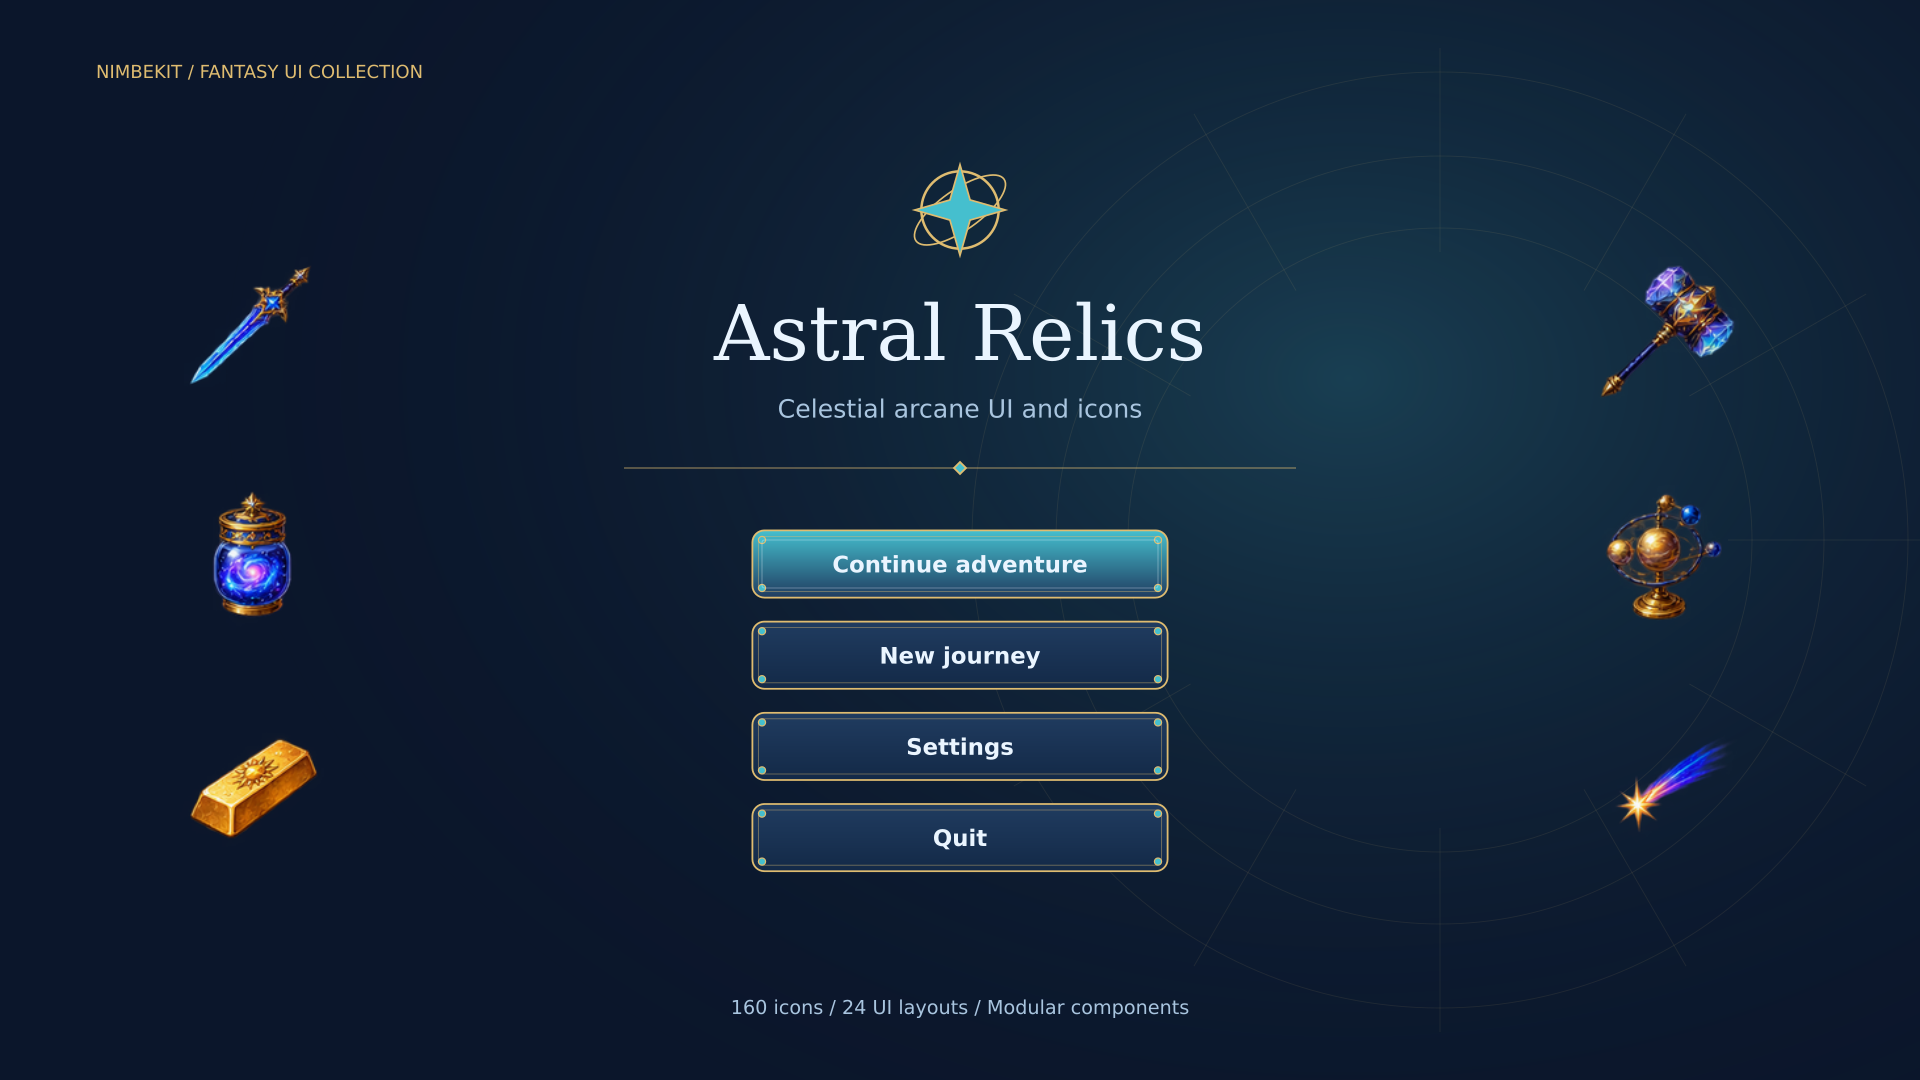 NIMBEKIT / FANTASY UI COLLECTION
Astral Relics
Celestial arcane UI and icons
Continue adventure
New journey
Settings
Quit
160 icons / 24 UI layouts / Modular components